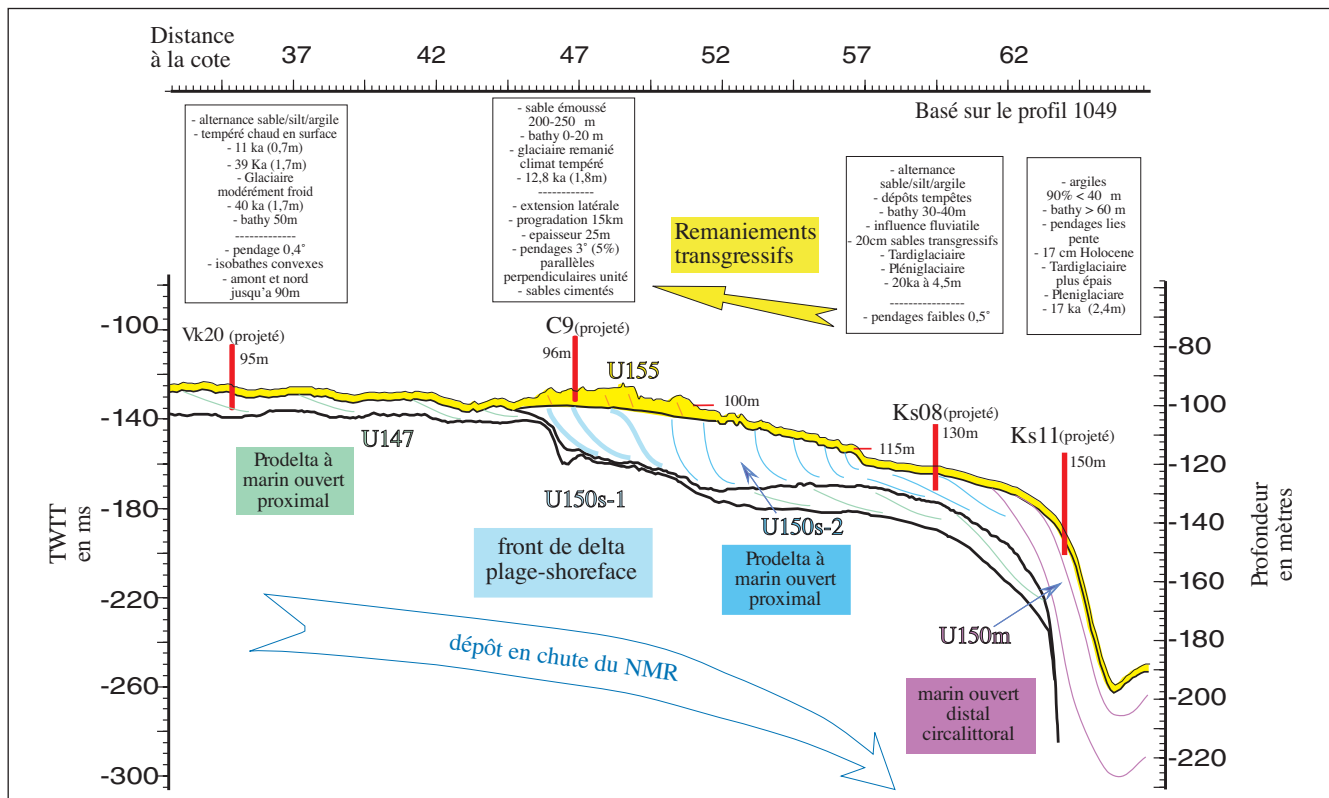 Distance
à la cote
37 42 47 52 57 62
Basé sur le profil 1049
- alternance sable/silt/argile
- tempéré chaud en surface
- 11 ka (0,7m)
- 39 Ka (1,7m)
- Glaciaire
modérément froid
- 40 ka (1,7m)
- bathy 50m
-------------
- pendage 0,4°
- isobathes convexes
- amont et nord
jusqu'a 90m
- sable émoussé
200-250 m
- bathy 0-20 m
- glaciaire remanié
climat tempéré
- 12,8 ka (1,8m)
------------
- extension latérale
- progradation 15km
- epaisseur 25m
- pendages 3° (5%)
parallèles
perpendiculaires unité
- sables cimentés
Remaniements
transgressifs
- alternance
sable/silt/argile
- dépôts tempêtes
- bathy 30-40m
- influence fluviatile
- 20cm sables transgressifs
- Tardiglaciaire
- Pléniglaciaire
- 20ka à 4,5m
----------------
- pendages faibles 0,5°
- argiles
90% < 40 m
- bathy > 60 m
- pendages lies
pente
- 17 cm Holocene
- Tardiglaciaire
plus épais
- Pleniglaciare
- 17 ka (2,4m)
TWTT
en ms
-100
-140
-180
-220
-260
-300
Vk20 (projeté)
95m
C9 (projeté)
96m
U155
100m
115m
Ks08 (projeté)
130m
Ks11 (projeté)
150m
U147
Prodelta à
marin ouvert
proximal
U150s-1
front de delta
plage-shoreface
U150s-2
Prodelta à
marin ouvert
proximal
U150m
marin ouvert
distal
circalittoral
dépôt en chute du NMR
-80
-100
-120
-140
-160
-180
-200
-220
Profondeur
en mètres